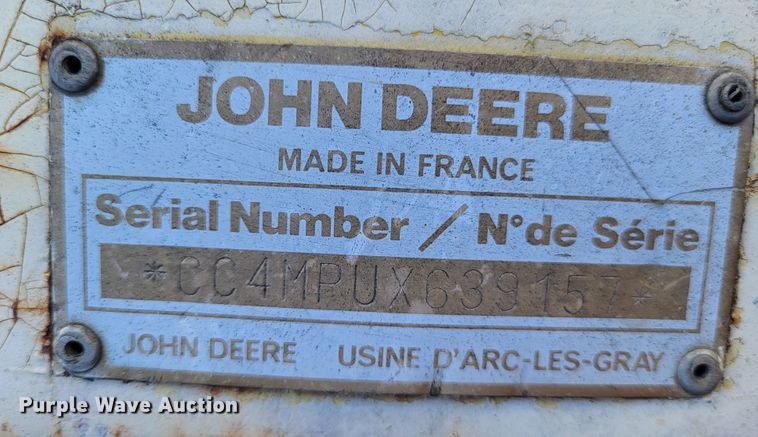 JOHN DEERE
MADE IN FRANCE
Serial Number / N° de Série
*CC4MPUX639157*
JOHN DEERE USINE D'ARC-LES-GRAY
Purple Wave Auction